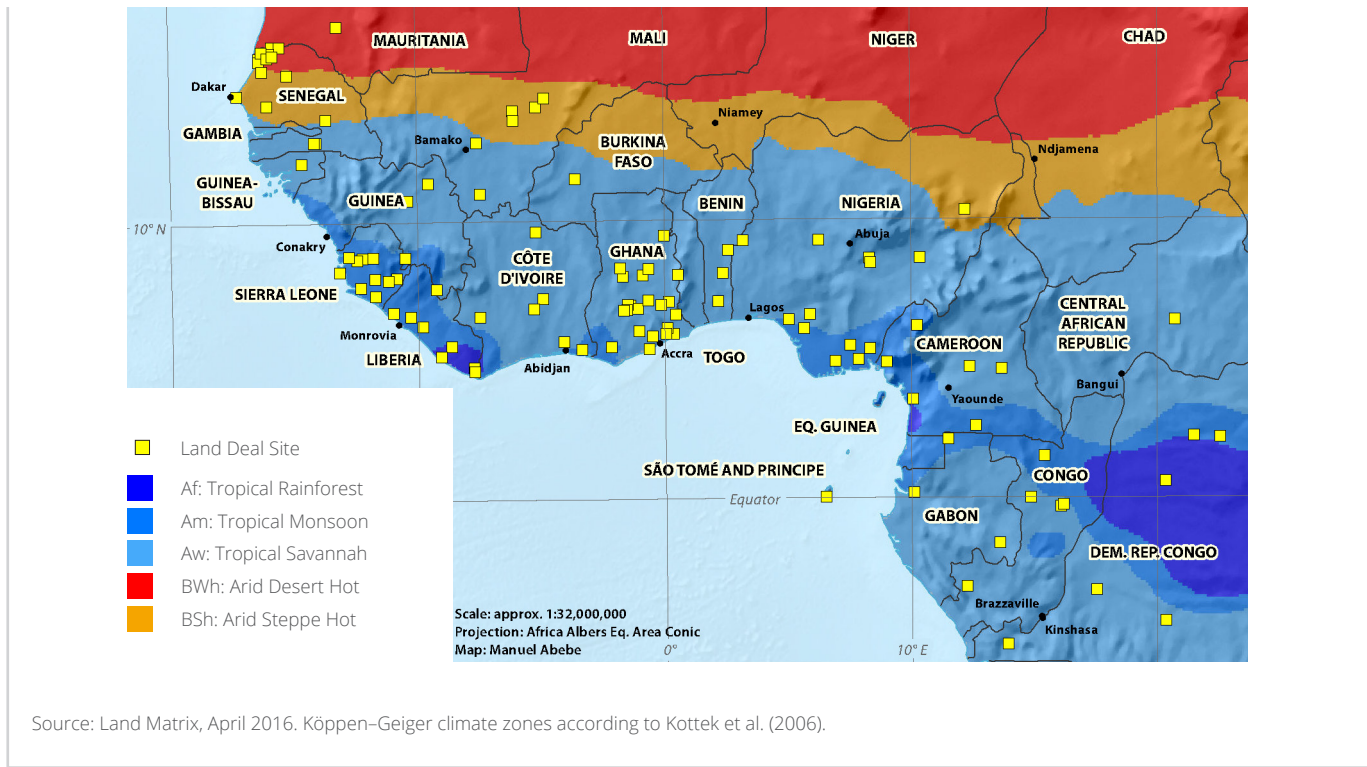 MAURITANIA
MALI
NIGER
CHAD
Dakar
SENEGAL
GAMBIA
Bamako
Niamey
BURKINA
FASO
Ndjamena
GUINEA-
BISSAU
GUINEA
BENIN
NIGERIA
10° N
Conakry
Abuja
CÔTE
D'IVOIRE
GHANA
SIERRA LEONE
Monrovia
LIBERIA
Abidjan
Accra
TOGO
Lagos
CENTRAL
AFRICAN
REPUBLIC
CAMEROON
Bangui
Yaounde
EQ. GUINEA
SÃO TOMÉ AND PRINCIPE
Equator
CONGO
GABON
DEM. REP. CONGO
Brazzaville
Kinshasa
Land Deal Site
Af: Tropical Rainforest
Am: Tropical Monsoon
Aw: Tropical Savannah
BWh: Arid Desert Hot
BSh: Arid Steppe Hot
Scale: approx. 1:32,000,000
Projection: Africa Albers Eq. Area Conic
Map: Manuel Abebe
0°
10° E
Source: Land Matrix, April 2016. Köppen–Geiger climate zones according to Kottek et al. (2006).